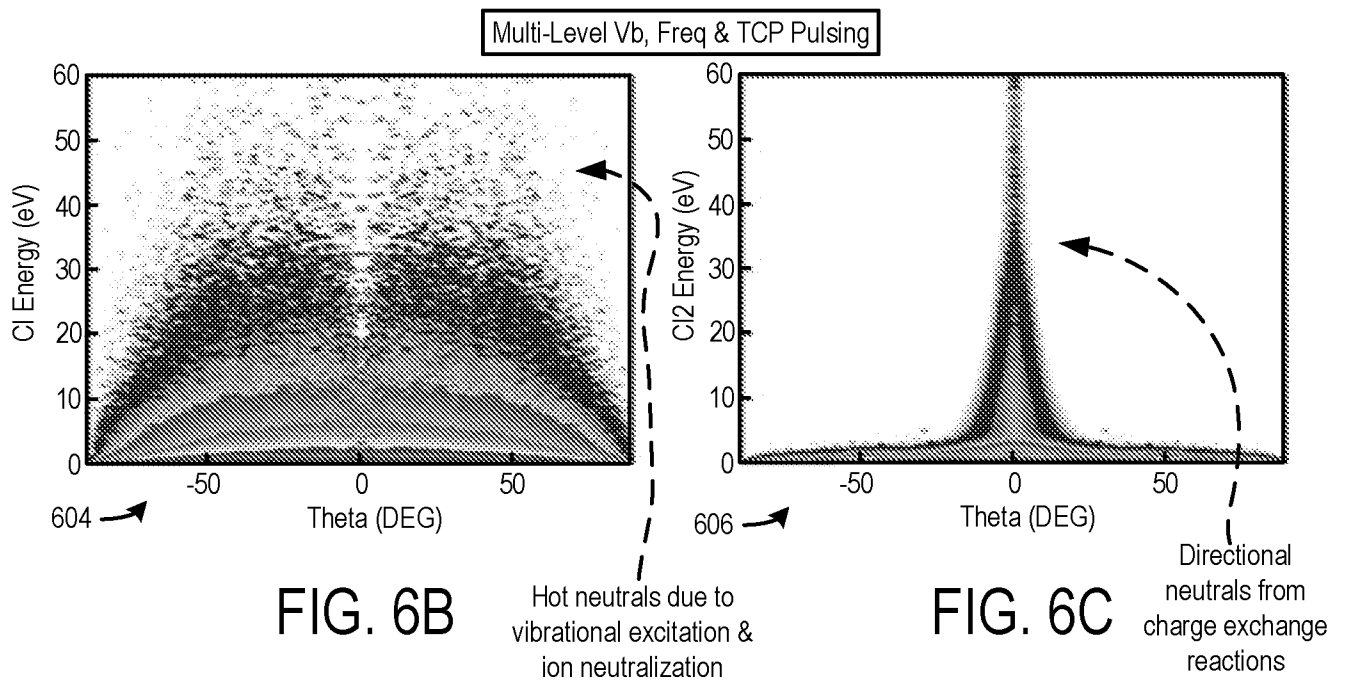 Multi-Level Vb, Freq & TCP Pulsing
60
50
40
30
20
10
0
Cl Energy (eV)
-50
0
50
Theta (DEG)
604
FIG. 6B
Hot neutrals due to
vibrational excitation &
ion neutralization
60
50
40
30
20
10
0
Cl2 Energy (eV)
-50
0
50
Theta (DEG)
606
FIG. 6C
Directional
neutrals from
charge exchange
reactions